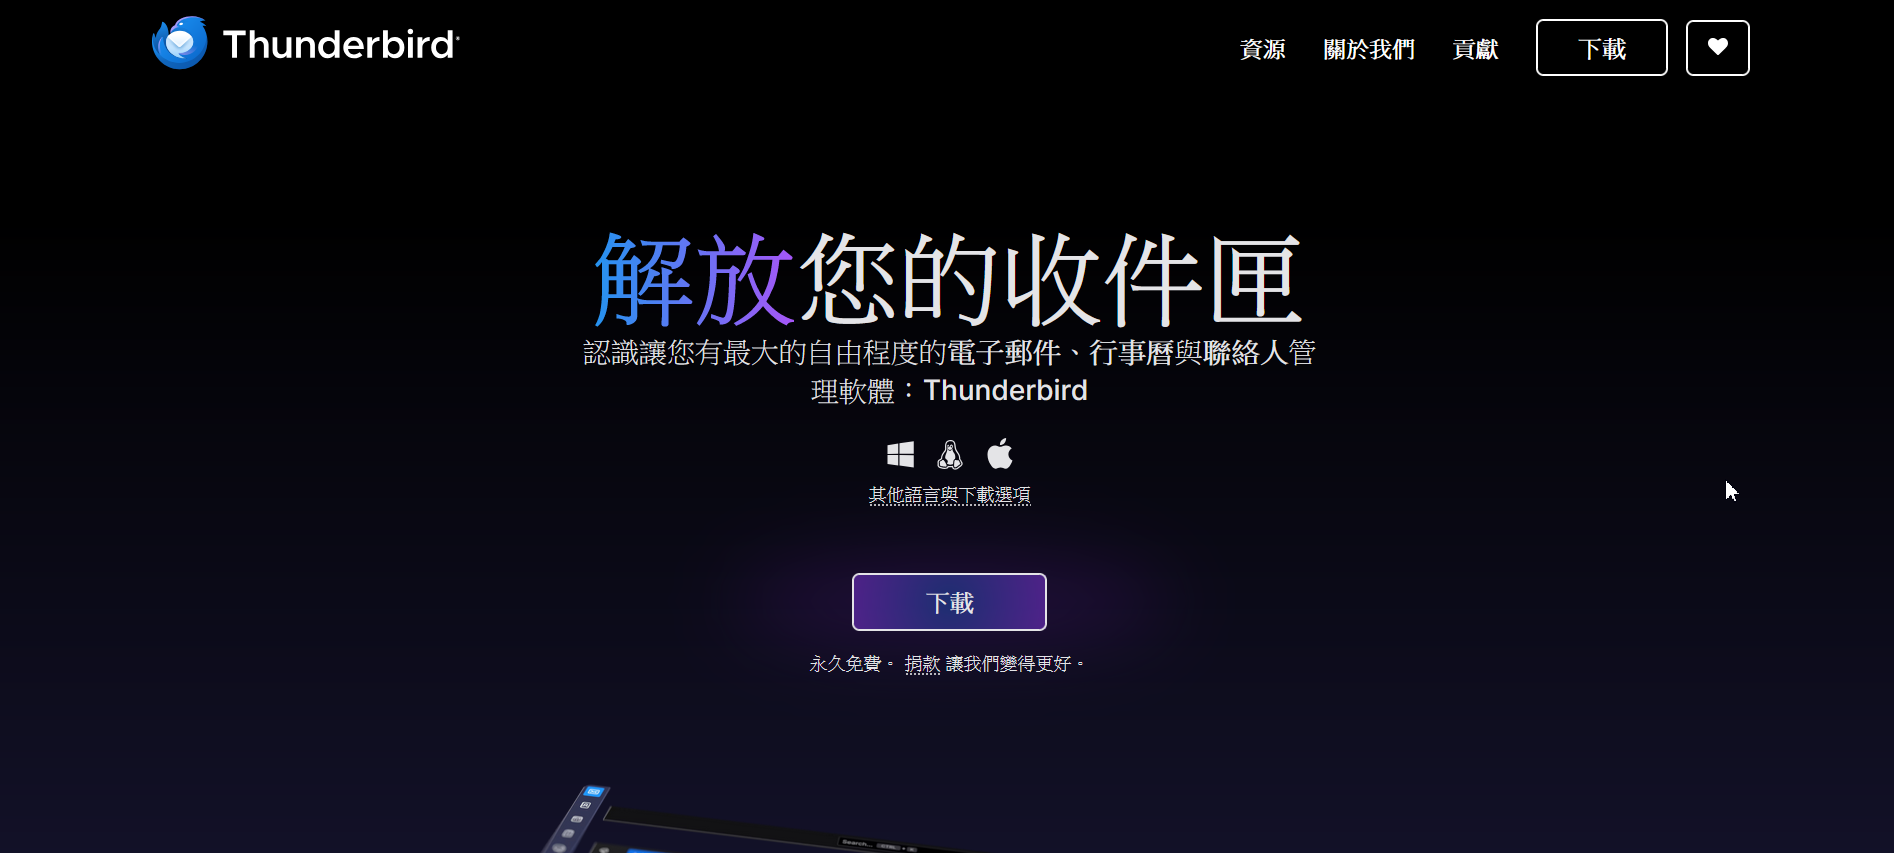 Thunderbird
資源 關於我們 貢獻 下載
解放您的收件匣
認識讓您有最大的自由程度的電子郵件、行事曆與聯絡人管
理軟體：Thunderbird
其他語言與下載選項
下載
永久免費。 捐款 讓我們變得更好。
Search...